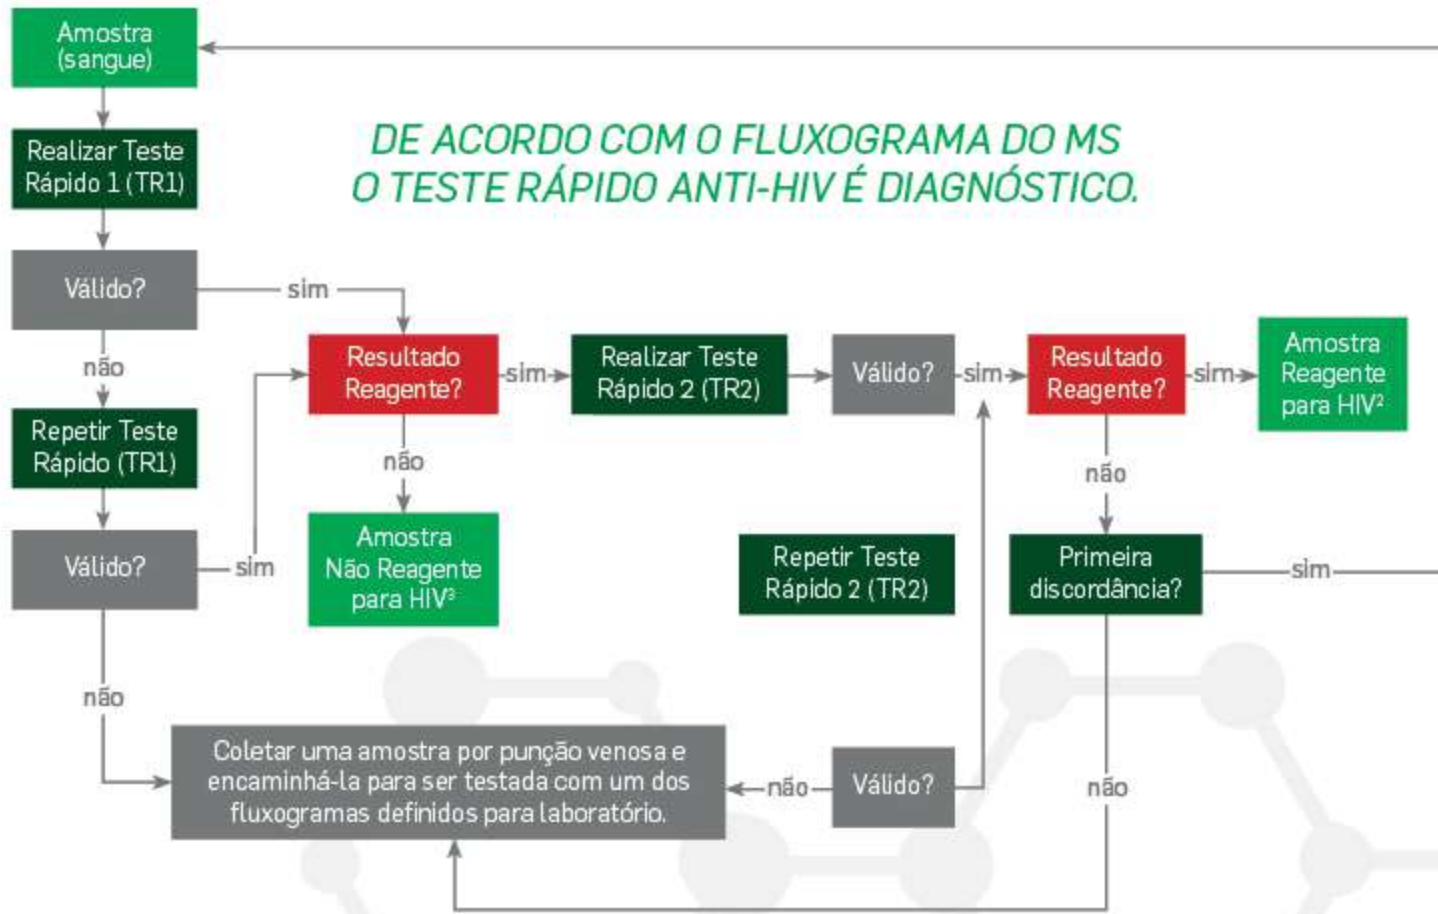 Amostra
(sangue)
DE ACORDO COM O FLUXOGRAMA DO MS
O TESTE RÁPIDO ANTI-HIV É DIAGNÓSTICO.
Realizar Teste
Rápido 1 (TR1)
Válido?
sim
não
Resultado
Reagente?
sim
Realizar Teste
Rápido 2 (TR2)
Válido?
sim
Resultado
Reagente?
sim
Amostra
Reagente
para HIV²
Repetir Teste
Rápido (TR1)
não
não
Válido?
sim
Amostra
Não Reagente
para HIV³
Repetir Teste
Rápido 2 (TR2)
Primeira
discordância?
sim
não
Coletar uma amostra por punção venosa e
encaminhá-la para ser testada com um dos
fluxogramas definidos para laboratório.
não
Válido?
não